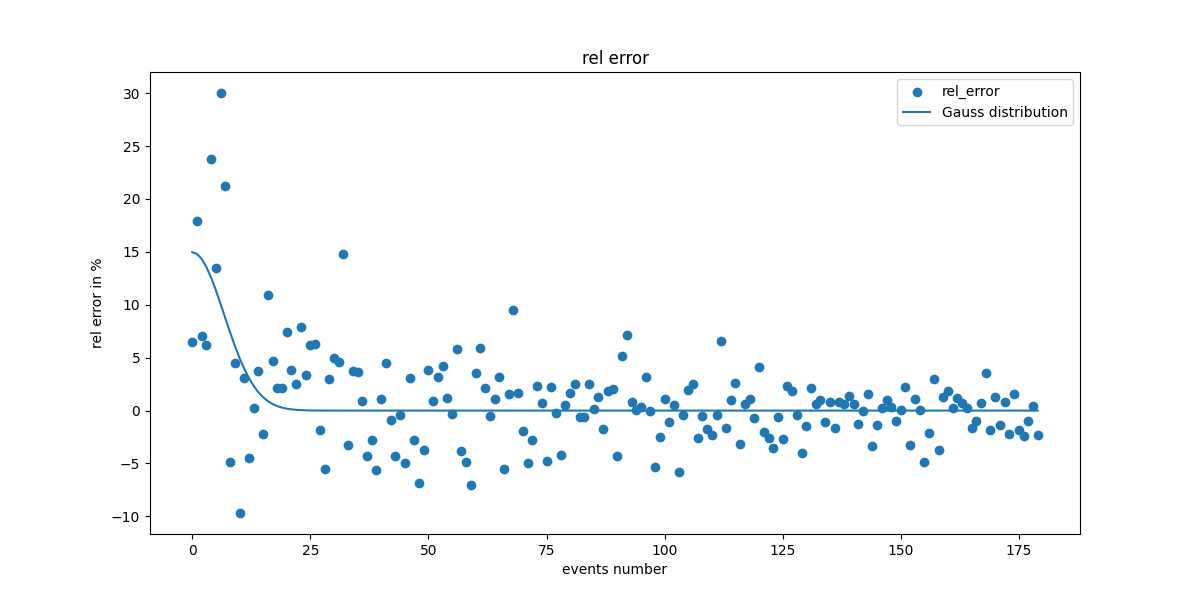 rel error
rel_error
Gauss distribution
rel error in %
30
25
20
15
10
5
0
−5
−10
0 25 50 75 100 125 150 175
events number